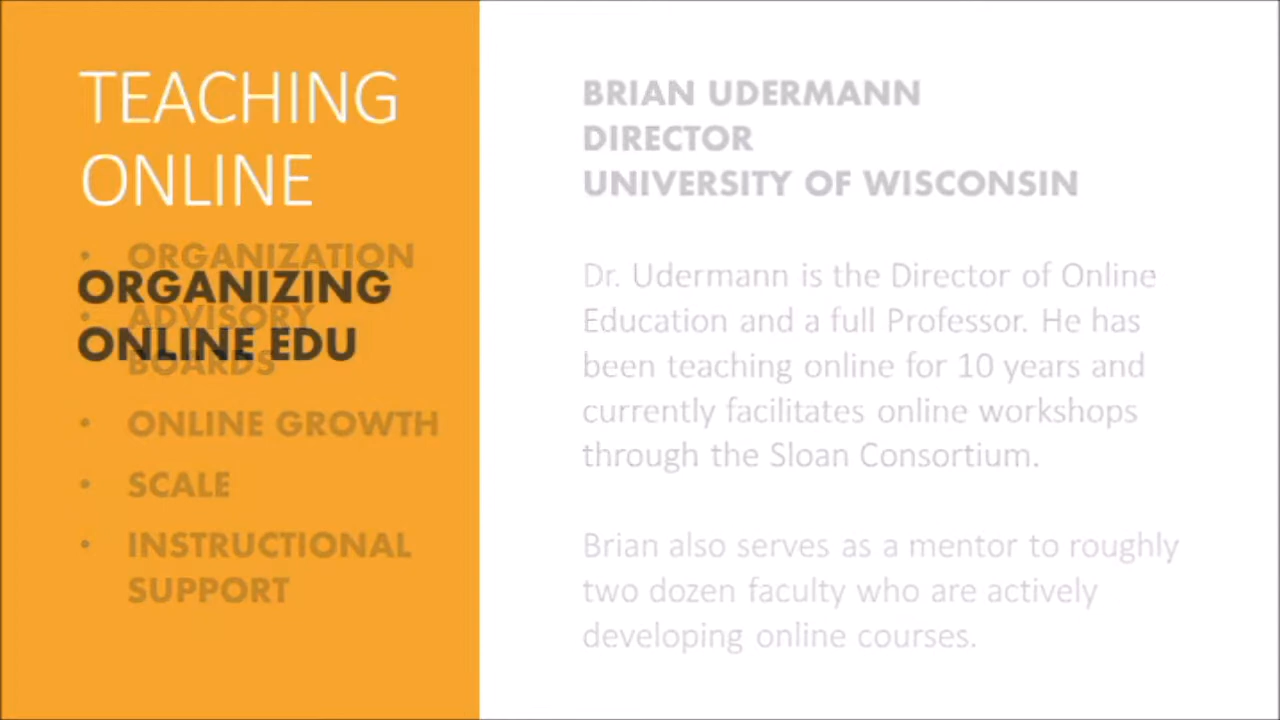 TEACHING
ONLINE
• ORGANIZATION
ORGANIZING
• ADVISORY
ONLINE EDU
BOARDS
• ONLINE GROWTH
• SCALE
• INSTRUCTIONAL
SUPPORT
BRIAN UDERMANN
DIRECTOR
UNIVERSITY OF WISCONSIN
Dr. Udermann is the Director of Online
Education and a full Professor. He has
been teaching online for 10 years and
currently facilitates online workshops
through the Sloan Consortium.
Brian also serves as a mentor to roughly
two dozen faculty who are actively
developing online courses.